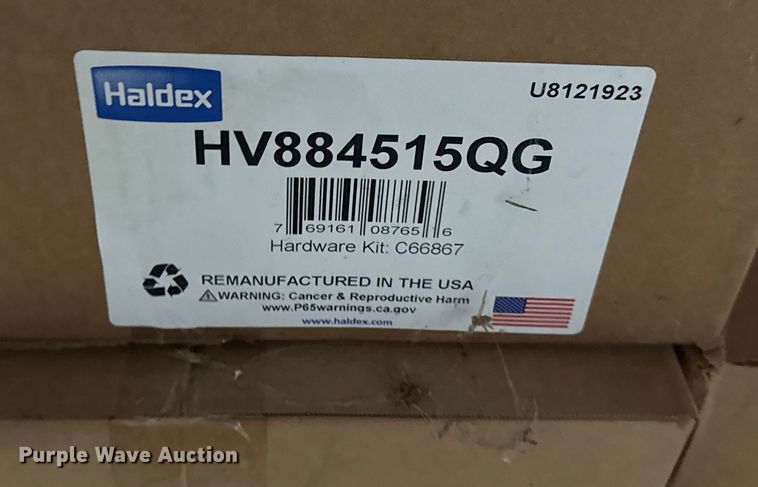 Haldex
U8121923
HV884515QG
7 69161 08765 6
Hardware Kit: C66867
REMANUFACTURED IN THE USA
⚠WARNING: Cancer & Reproductive Harm
www.P65warnings.ca.gov
www.haldex.com
Purple Wave Auction